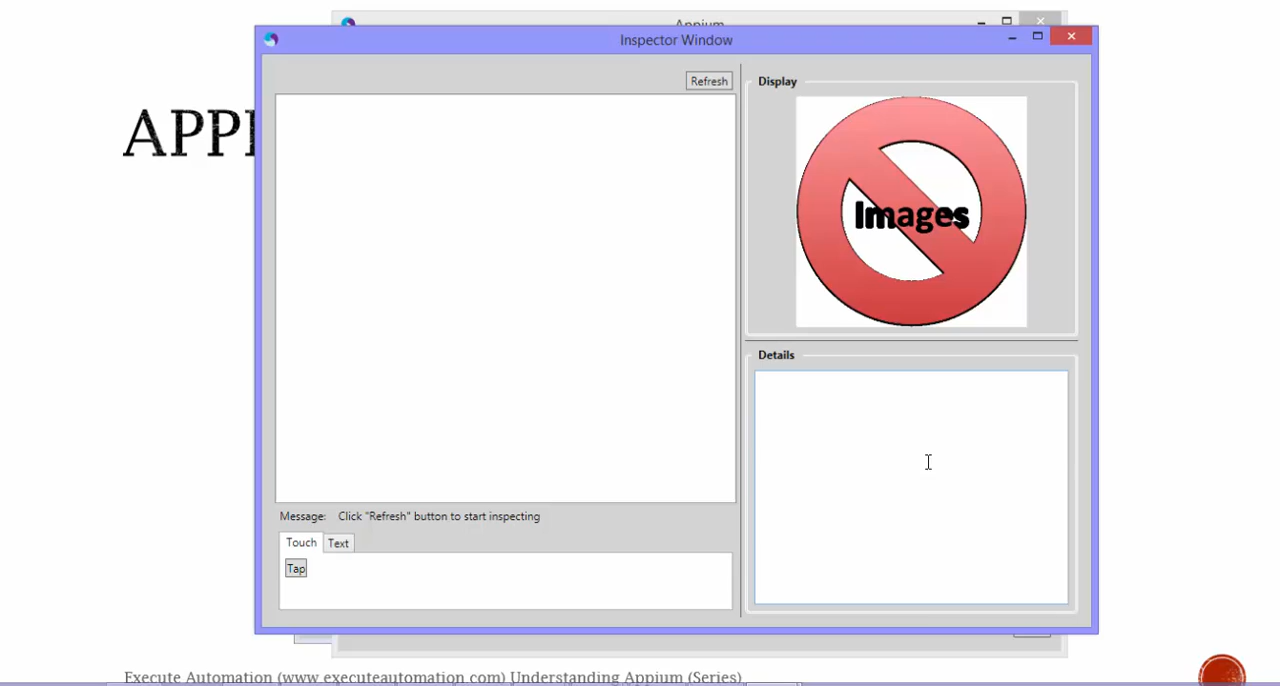 Appium
Inspector Window
Refresh
Display
APPI
Images
Details
Message: Click "Refresh" button to start inspecting
Touch Text
Tap
Execute Automation (www.executeautomation.com) Understanding Appium (Series)